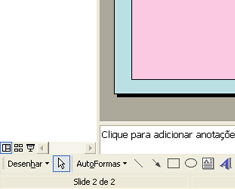 Clique para adicionar anotaçõe
Desenhar AutoFormas
Slide 2 de 2